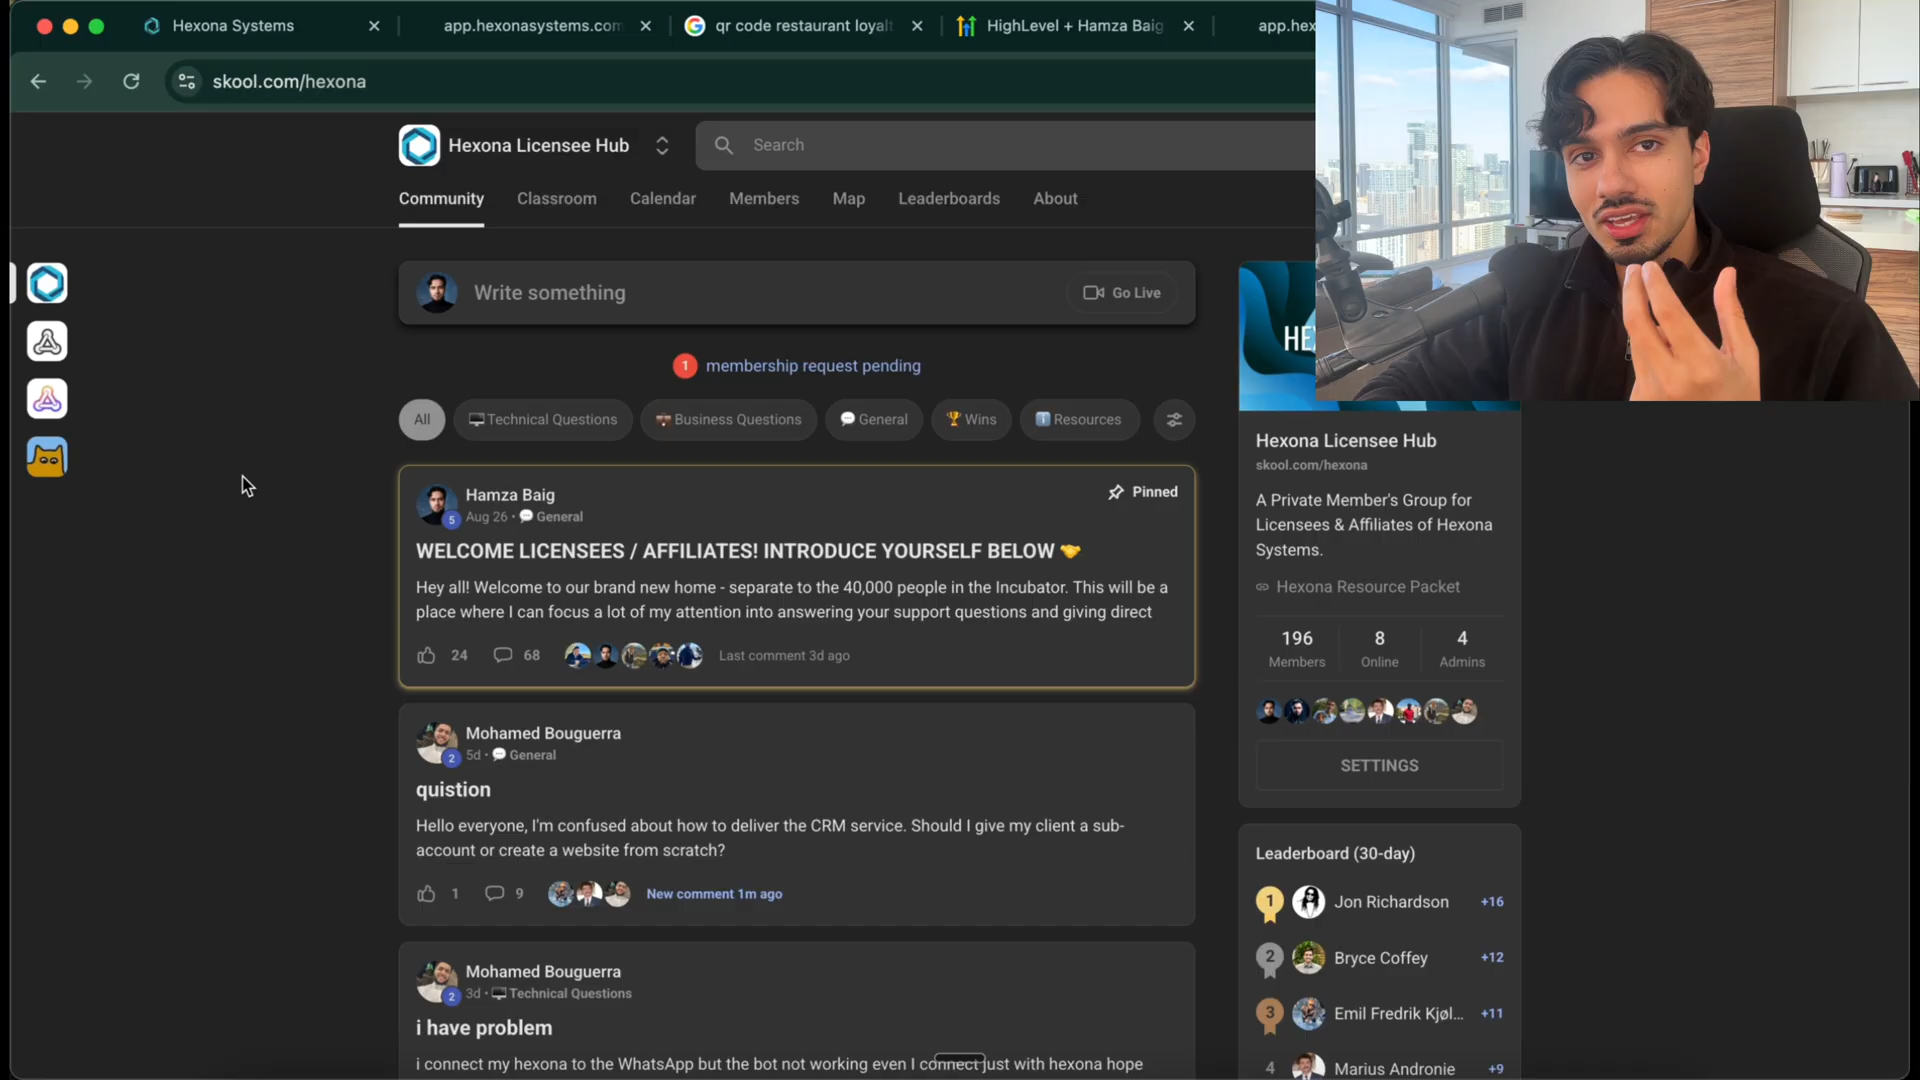 Hexona Systems
app.hexonasystems.com
qr code restaurant loyalt
HighLevel + Hamza Baig
app.hex
skool.com/hexona
Hexona Licensee Hub
Search
Community
Classroom
Calendar
Members
Map
Leaderboards
About
Write something
Go Live
1 membership request pending
All
Technical Questions
Business Questions
General
Wins
Resources
Hamza Baig
5
Aug 26 • General
Pinned
WELCOME LICENSEES / AFFILIATES! INTRODUCE YOURSELF BELOW
Hey all! Welcome to our brand new home - separate to the 40,000 people in the Incubator. This will be a
place where I can focus a lot of my attention into answering your support questions and giving direct
24
68
Last comment 3d ago
Mohamed Bouguerra
2
5d • General
quistion
Hello everyone, I'm confused about how to deliver the CRM service. Should I give my client a sub-
account or create a website from scratch?
1
9
New comment 1m ago
Mohamed Bouguerra
2
3d • Technical Questions
i have problem
i connect my hexona to the WhatsApp but the bot not working even I connect just with hexona hope
HE
Hexona Licensee Hub
skool.com/hexona
A Private Member's Group for
Licensees & Affiliates of Hexona
Systems.
Hexona Resource Packet
196
8
4
Members
Online
Admins
SETTINGS
Leaderboard (30-day)
1 Jon Richardson +16
2 Bryce Coffey +12
3 Emil Fredrik Kjøl... +11
4 Marius Andronie +9